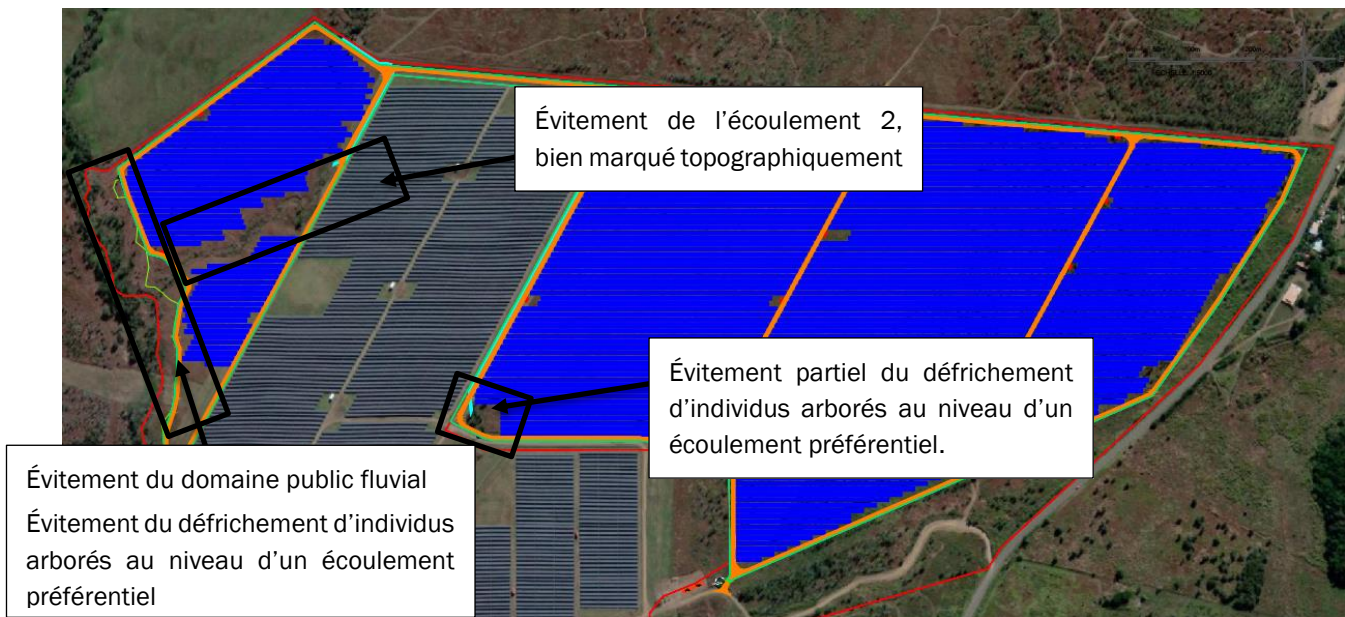 Évitement de l’écoulement 2,
bien marqué topographiquement
Évitement partiel du défrichement
d’individus arborés au niveau d’un
écoulement préférentiel.
Évitement du domaine public fluvial
Évitement du défrichement d’individus
arborés au niveau d’un écoulement
préférentiel